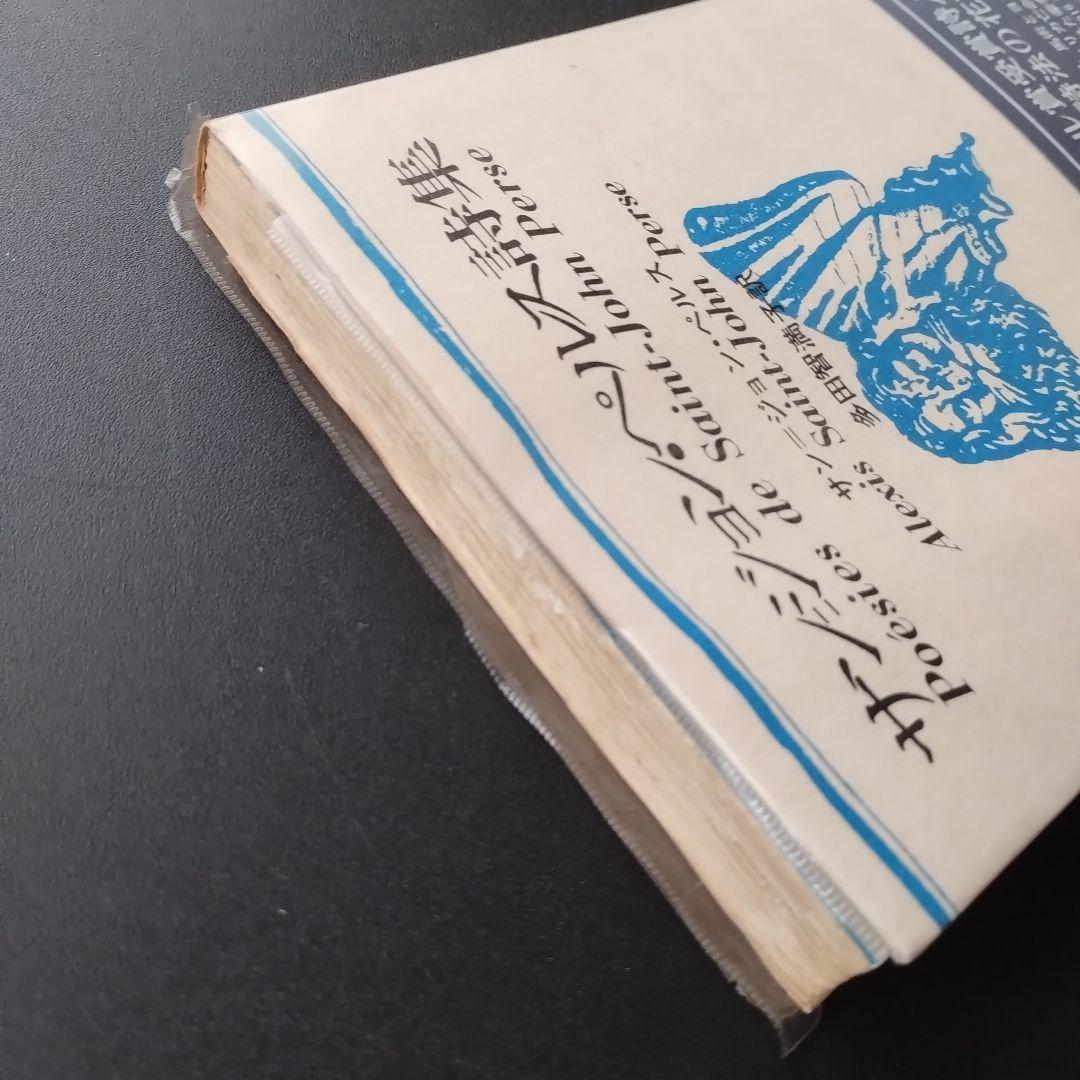 サン=ジョン・ペルス詩集
Poésies de Saint-John Perse
サン=ジョン・ペルス
Alexis Saint-John Perse
多田智満子訳